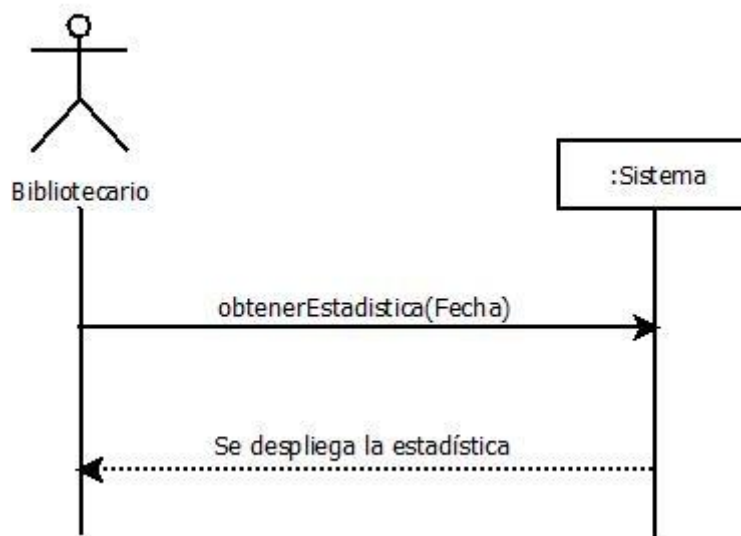 Bibliotecario
:Sistema
obtenerEstadistica(Fecha)
Se despliega la estadística